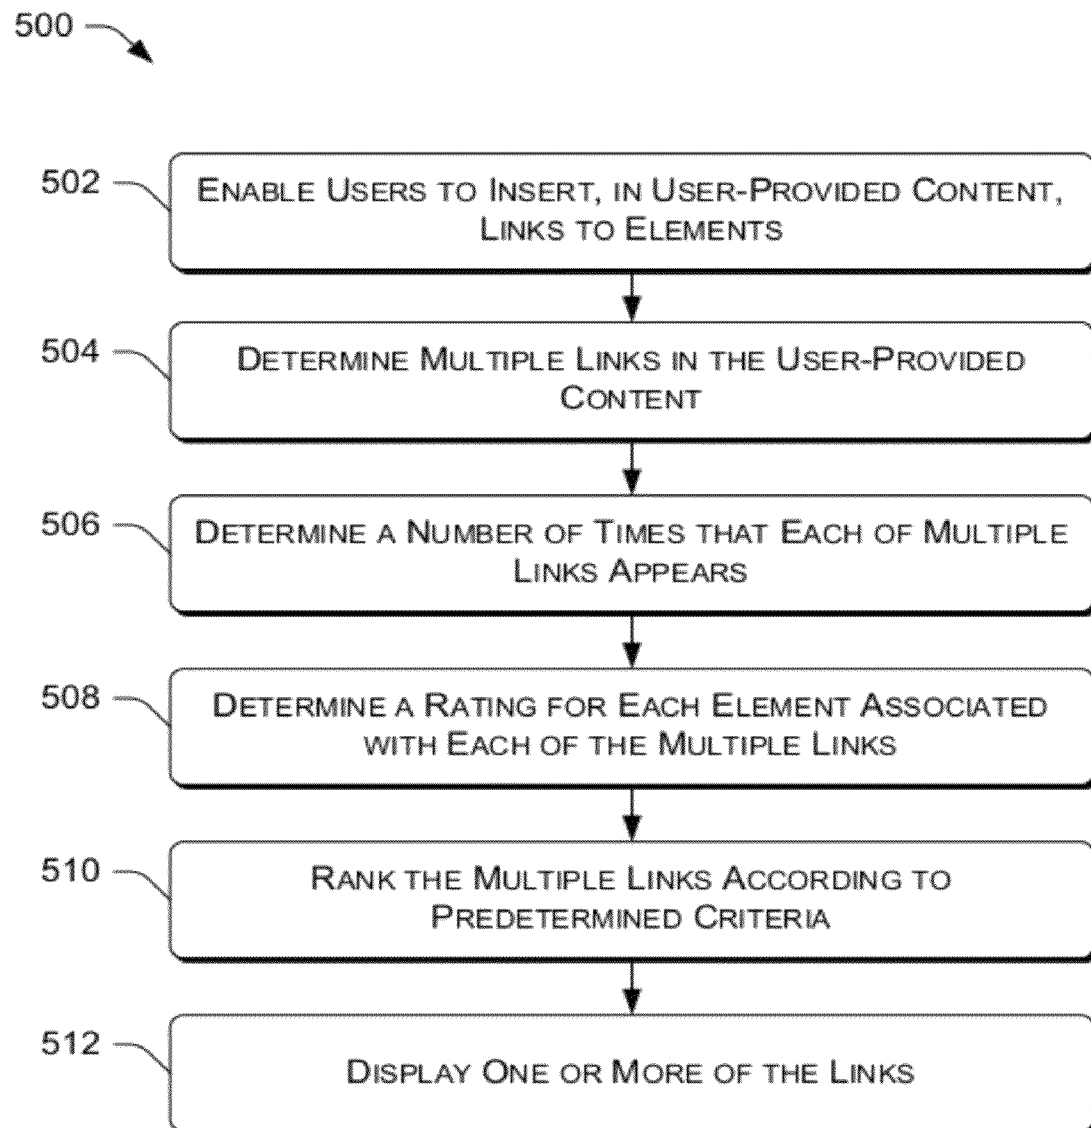 500
502
ENABLE USERS TO INSERT, IN USER-PROVIDED CONTENT,
LINKS TO ELEMENTS
504
DETERMINE MULTIPLE LINKS IN THE USER-PROVIDED
CONTENT
506
DETERMINE A NUMBER OF TIMES THAT EACH OF MULTIPLE
LINKS APPEARS
508
DETERMINE A RATING FOR EACH ELEMENT ASSOCIATED
WITH EACH OF THE MULTIPLE LINKS
510
RANK THE MULTIPLE LINKS ACCORDING TO
PREDETERMINED CRITERIA
512
DISPLAY ONE OR MORE OF THE LINKS